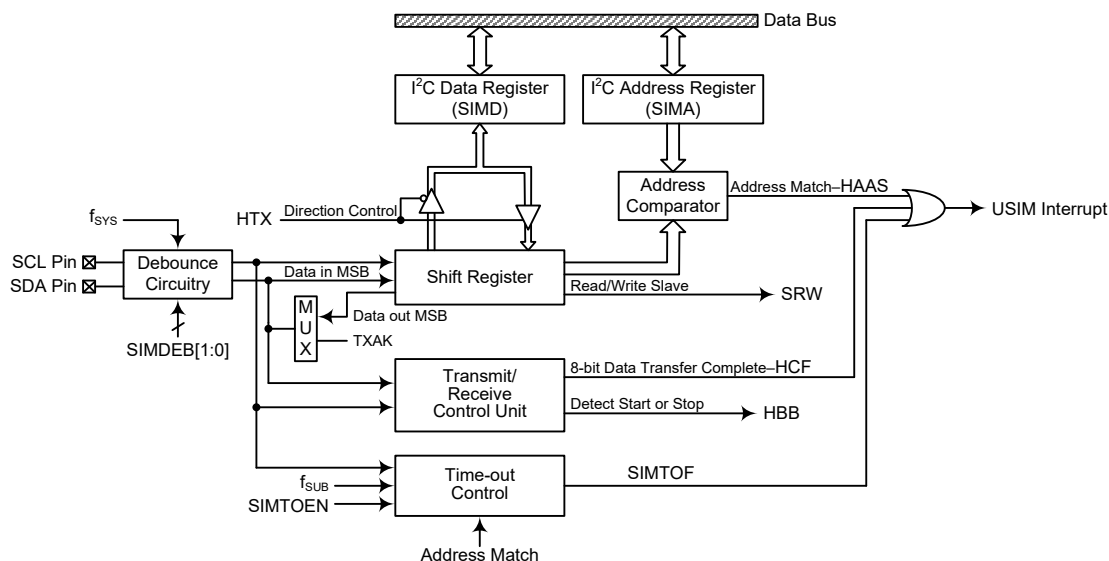 Data Bus
I²C Data Register
(SIMD)
I²C Address Register
(SIMA)
Address
Comparator
Address Match–HAAS
USIM Interrupt
HTX
Direction Control
fSYS
SCL Pin
SDA Pin
Debounce
Circuitry
Data in MSB
Shift Register
Read/Write Slave
SRW
SIMDEB[1:0]
MUX
Data out MSB
TXAK
Transmit/
Receive
Control Unit
8-bit Data Transfer Complete–HCF
Detect Start or Stop
HBB
fSUB
SIMTOEN
Time-out
Control
SIMTOF
Address Match